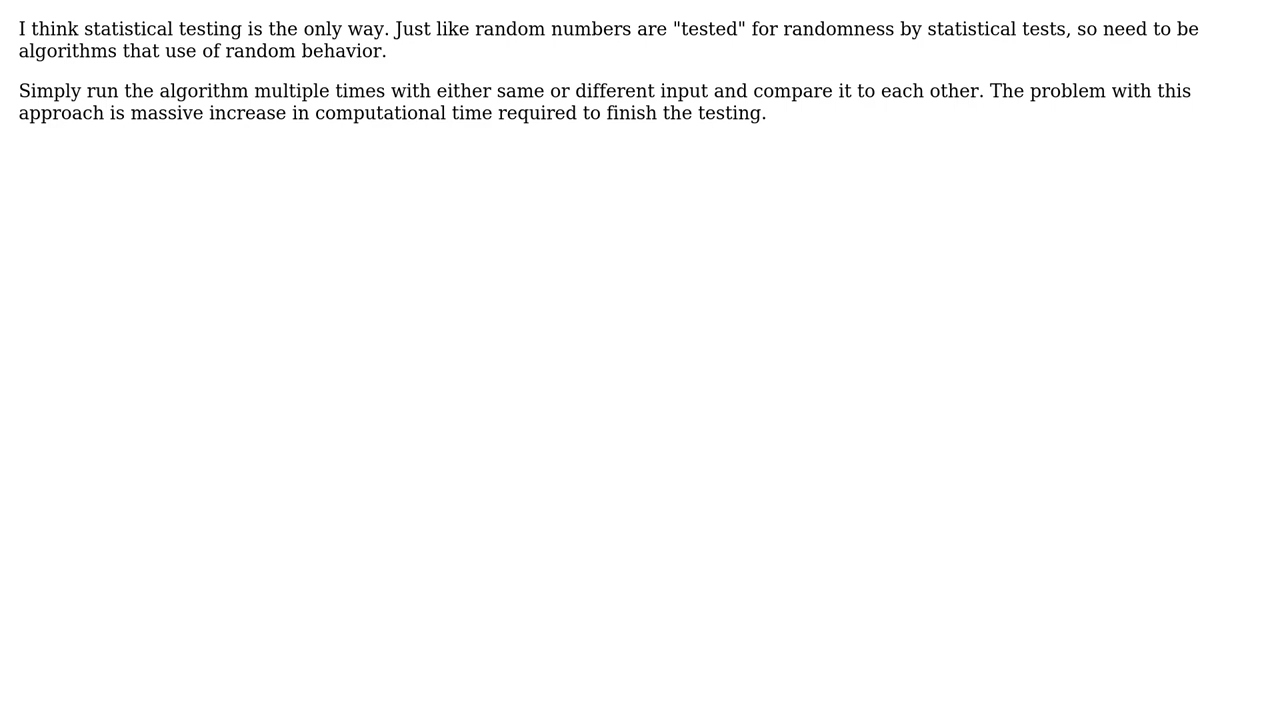 I think statistical testing is the only way. Just like random numbers are "tested" for randomness by statistical tests, so need to be
algorithms that use of random behavior.
Simply run the algorithm multiple times with either same or different input and compare it to each other. The problem with this
approach is massive increase in computational time required to finish the testing.